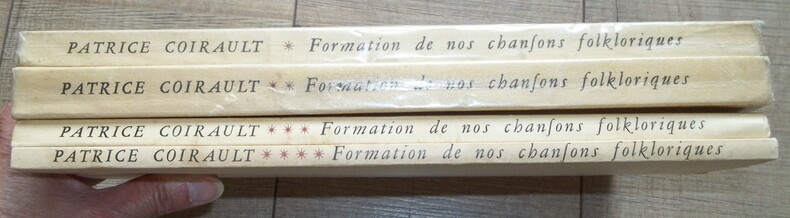 PATRICE COIRAULT * Formation de nos chanſons folkloriques
PATRICE COIRAULT ** Formation de nos chanſons folkloriques
PATRICE COIRAULT *** Formation de nos chanſons folkloriques
PATRICE COIRAULT **** Formation de nos chanſons folkloriques